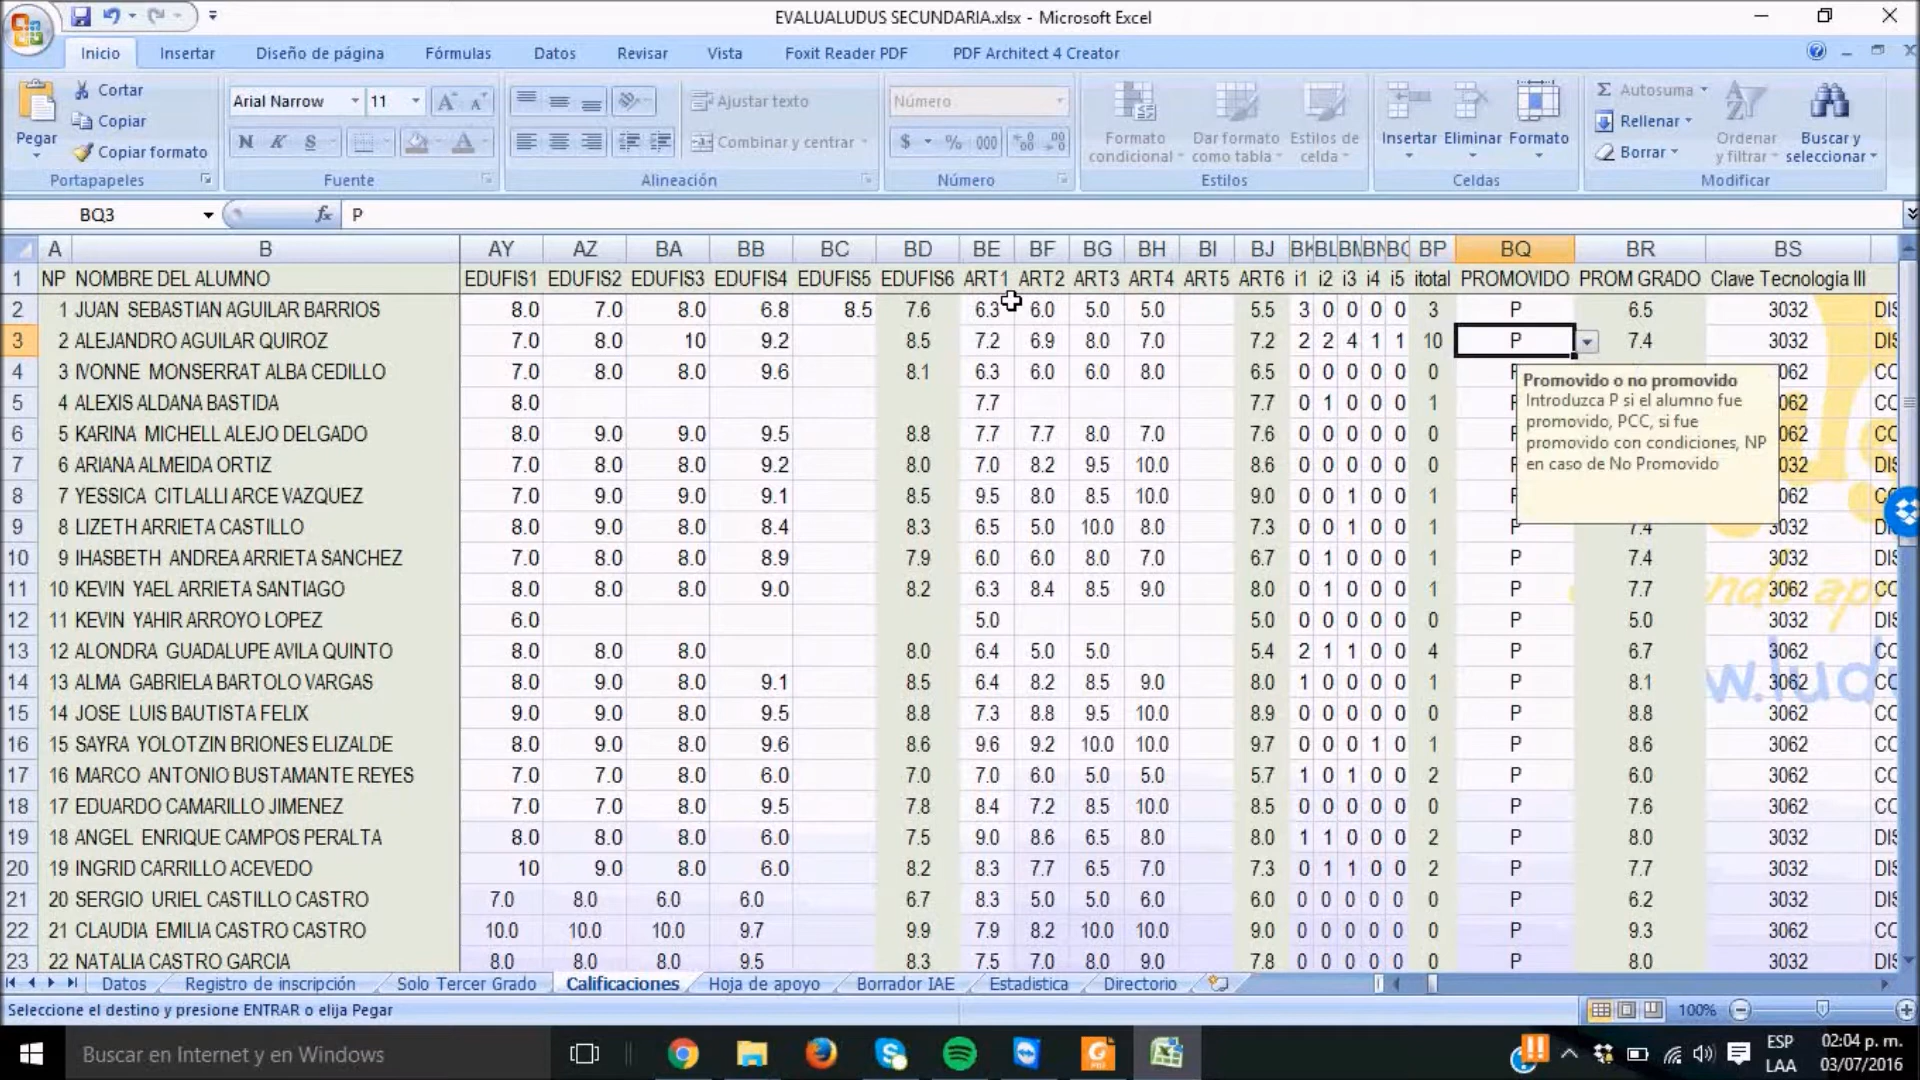 EVALUALUDUS SECUNDARIA.xlsx - Microsoft Excel
Inicio Insertar Diseño de página Fórmulas Datos Revisar Vista Foxit Reader PDF PDF Architect 4 Creator
Cortar Arial Narrow 11 Ajustar texto Número Autosuma
Pegar Copiar N K S Combinar y centrar $ % 000 Formato condicional Dar formato como tabla Estilos de celda Insertar Eliminar Formato Rellenar Ordenar y filtrar Buscar y seleccionar
Copiar formato Borrar
Portapapeles Fuente Alineación Número Estilos Celdas Modificar
BQ3 fx P
A B AY AZ BA BB BC BD BE BF BG BH BI BJ BK BL BM BN BO BP BQ BR BS
1 NP NOMBRE DEL ALUMNO EDUFIS1 EDUFIS2 EDUFIS3 EDUFIS4 EDUFIS5 EDUFIS6 ART1 ART2 ART3 ART4 ART5 ART6 i1 i2 i3 i4 i5 itotal PROMOVIDO PROM GRADO Clave Tecnologia III
2 1 JUAN SEBASTIAN AGUILAR BARRIOS 8.0 7.0 8.0 6.8 8.5 7.6 6.3 6.0 5.0 5.0 5.5 3 0 0 0 0 3 P 6.5 3032 DIS
3 2 ALEJANDRO AGUILAR QUIROZ 7.0 8.0 10 9.2 8.5 7.2 6.9 8.0 7.0 7.2 2 2 4 1 1 10 P 7.4 3032 DIS
4 3 IVONNE MONSERRAT ALBA CEDILLO 7.0 8.0 8.0 9.6 8.1 6.3 6.0 6.0 8.0 6.5 0 0 0 0 0 0 CC
5 4 ALEXIS ALDANA BASTIDA 8.0 7.7 7.7 0 1 0 0 0 1 062 CC
6 5 KARINA MICHELL ALEJO DELGADO 8.0 9.0 9.0 9.5 8.8 7.7 7.7 8.0 7.0 7.6 0 0 0 0 0 0 062 CC
7 6 ARIANA ALMEIDA ORTIZ 8.0 9.0 8.0 9.2 8.0 7.0 8.2 9.5 10.0 8.6 0 0 0 0 0 0 032 DIS
8 7 YESSICA CITLALLI ARCE VAZQUEZ 7.0 9.0 8.0 9.1 8.5 9.5 8.0 8.5 10.0 9.0 0 0 1 0 0 1 062 CC
9 8 LIZETH ARRIETA CASTILLO 8.0 9.0 8.0 8.4 8.3 6.5 5.0 10.0 8.0 7.3 0 0 1 0 0 1 P 7.4 3032 DIS
10 9 IHASBETH ANDREA ARRIETA SANCHEZ 7.0 8.0 8.0 8.9 7.9 6.0 6.0 8.0 7.0 6.7 0 1 0 0 0 1 P 7.4 3032 DIS
11 10 KEVIN YAEL ARRIETA SANTIAGO 8.0 8.0 8.0 9.0 8.2 6.3 8.4 8.5 9.0 8.0 0 1 0 0 0 1 P 7.7 3062 CC
12 11 KEVIN YAHIR ARROYO LOPEZ 6.0 5.0 5.0 0 0 0 0 0 0 P 5.0 3032 DIS
13 12 ALONDRA GUADALUPE AVILA QUINTO 8.0 8.0 8.0 8.0 6.4 5.0 5.0 5.4 2 1 1 0 0 4 P 6.7 3062 CC
14 13 ALMA GABRIELA BARTOLO VARGAS 8.0 9.0 8.0 9.1 8.5 6.4 8.2 8.5 9.0 8.0 1 0 0 0 0 1 P 8.1 3062 CC
15 14 JOSE LUIS BAUTISTA FELIX 9.0 9.0 8.0 9.5 8.8 7.3 8.8 9.5 10.0 8.9 0 0 0 0 0 0 P 8.8 3062 CC
16 15 SAYRA YOLOTZIN BRIONES ELIZALDE 8.0 9.0 8.0 9.6 8.6 9.6 9.2 10.0 10.0 9.7 0 0 0 1 0 1 P 8.6 3062 CC
17 16 MARCO ANTONIO BUSTAMANTE REYES 7.0 7.0 8.0 6.0 7.0 7.0 6.0 5.0 5.0 5.7 1 0 1 0 0 2 P 6.0 3062 CC
18 17 EDUARDO CAMARILLO JIMENEZ 7.0 7.0 8.0 9.5 7.8 8.4 7.2 8.5 10.0 8.5 0 0 0 0 0 0 P 7.6 3062 CC
19 18 ANGEL ENRIQUE CAMPOS PERALTA 8.0 8.0 8.0 6.0 7.5 9.0 8.6 6.5 8.0 8.0 1 1 0 0 0 2 P 8.0 3032 DIS
20 19 INGRID CARRILLO ACEVEDO 10 9.0 8.0 6.0 8.2 8.3 7.7 6.5 7.0 7.3 0 1 1 0 0 2 P 7.7 3032 DIS
21 20 SERGIO URIEL CASTILLO CASTRO 7.0 8.0 6.0 6.0 6.7 8.3 5.0 5.0 6.0 6.0 0 0 0 0 0 0 P 6.2 3032 DIS
22 21 CLAUDIA EMILIA CASTRO CASTRO 10.0 10.0 10.0 9.7 9.9 7.9 8.2 10.0 10.0 9.0 0 0 0 0 0 0 P 9.3 3062 CC
23 22 NATALIA CASTRO GARCIA 8.0 8.0 8.0 9.5 8.3 7.5 7.0 8.0 9.0 7.8 0 0 0 0 0 0 P 8.0 3032 DIS
Promovido o no promovido
Introduzca P si el alumno fue
promovido, PCC, si fue
promovido con condiciones, NP
en caso de No Promovido
Datos Registro de inscripción Solo Tercer Grado Calificaciones Hoja de apoyo Borrador IAE Estadistica Directorio
Seleccione el destino y presione ENTRAR o elija Pegar 100%
Buscar en Internet y en Windows ESP LAA 02:04 p. m.
03/07/2016